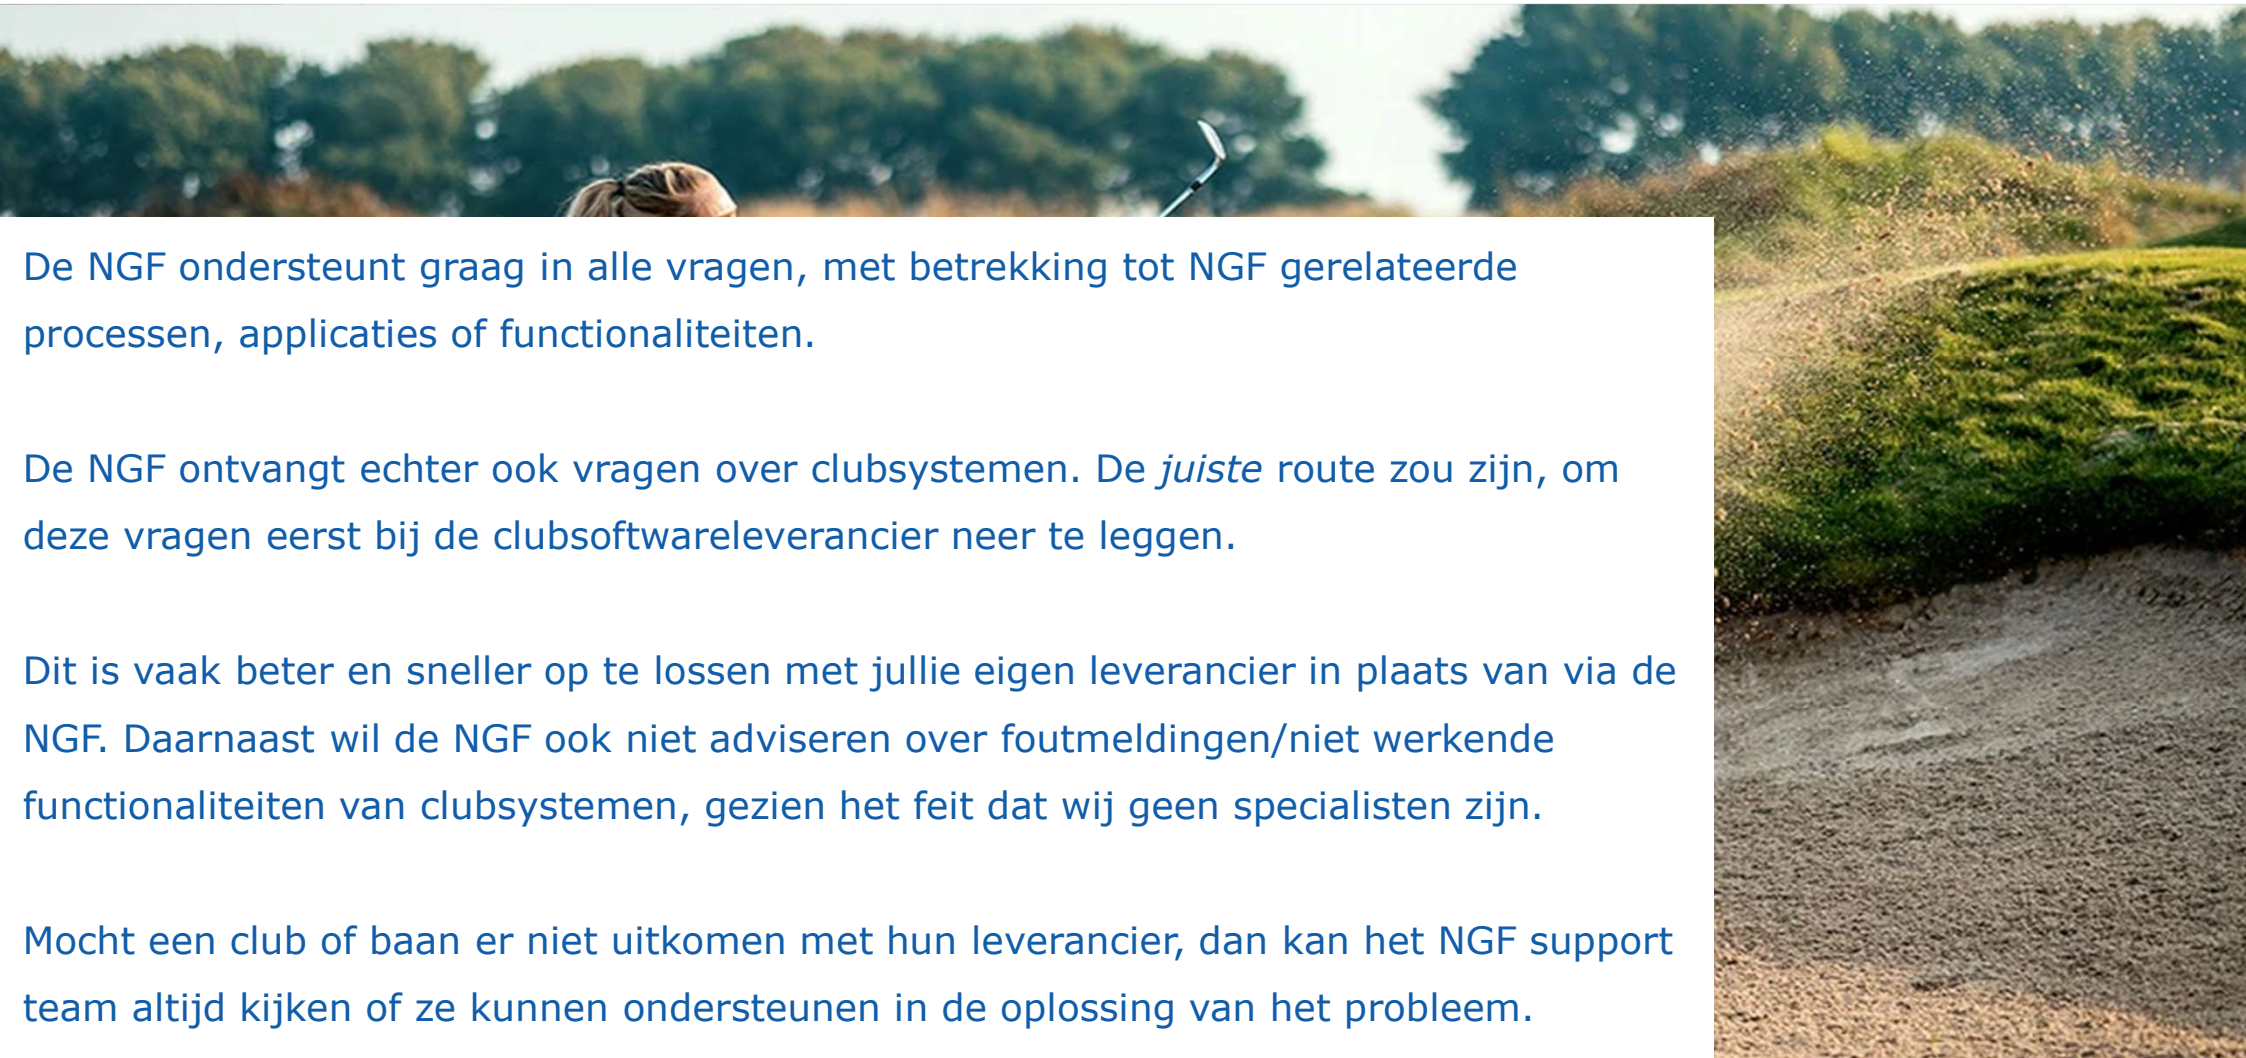 De NGF ondersteunt graag in alle vragen, met betrekking tot NGF gerelateerde
processen, applicaties of functionaliteiten.
De NGF ontvangt echter ook vragen over clubsystemen. De juiste route zou zijn, om
deze vragen eerst bij de clubsoftwareleverancier neer te leggen.
Dit is vaak beter en sneller op te lossen met jullie eigen leverancier in plaats van via de
NGF. Daarnaast wil de NGF ook niet adviseren over foutmeldingen/niet werkende
functionaliteiten van clubsystemen, gezien het feit dat wij geen specialisten zijn.
Mocht een club of baan er niet uitkomen met hun leverancier, dan kan het NGF support
team altijd kijken of ze kunnen ondersteunen in de oplossing van het probleem.